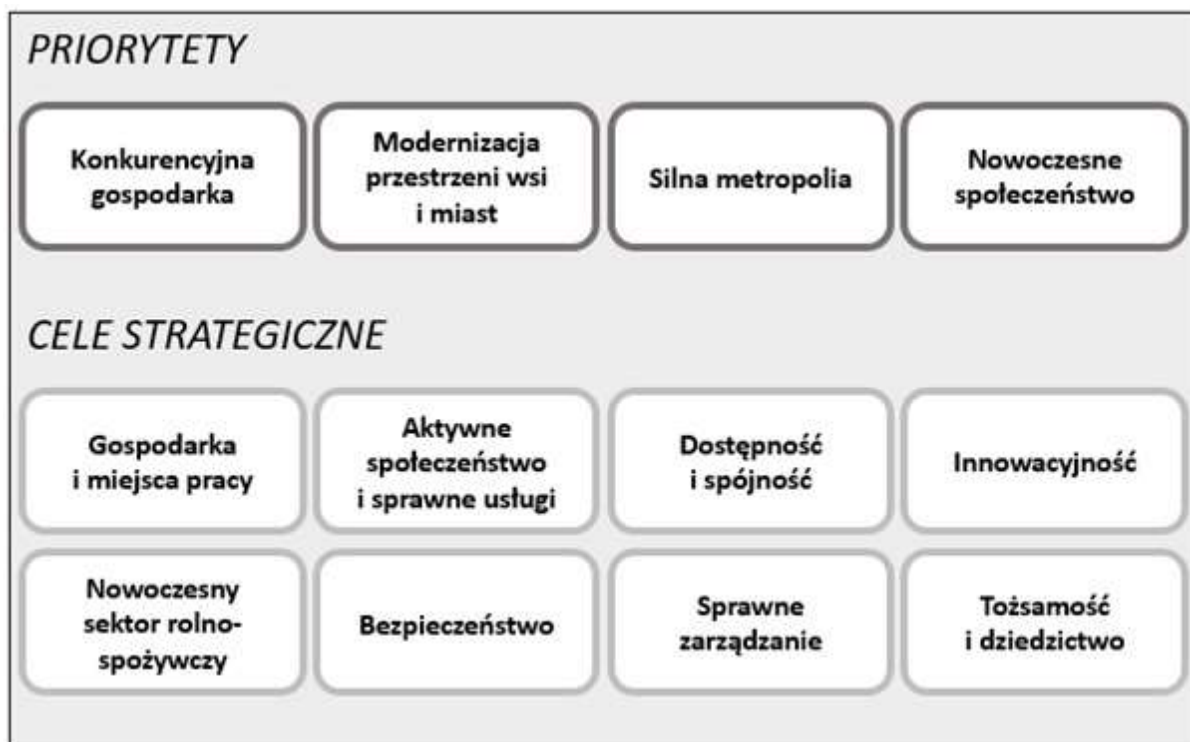 PRIORYTETY
Konkurencyjna
gospodarka
Modernizacja
przestrzeni wsi
i miast
Silna metropolia
Nowoczesne
społeczeństwo
CELE STRATEGICZNE
Gospodarka
i miejsca pracy
Aktywne
społeczeństwo
i sprawne usługi
Dostępność
i spójność
Innowacyjność
Nowoczesny
sektor rolno-
spożywczy
Bezpieczeństwo
Sprawne
zarządzanie
Tożsamość
i dziedzictwo